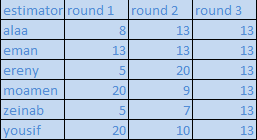 estimator round 1 round 2 round 3
alaa 8 13 13
eman 13 13 13
ereny 5 20 13
moamen 20 9 13
zeinab 5 7 13
yousif 20 10 13